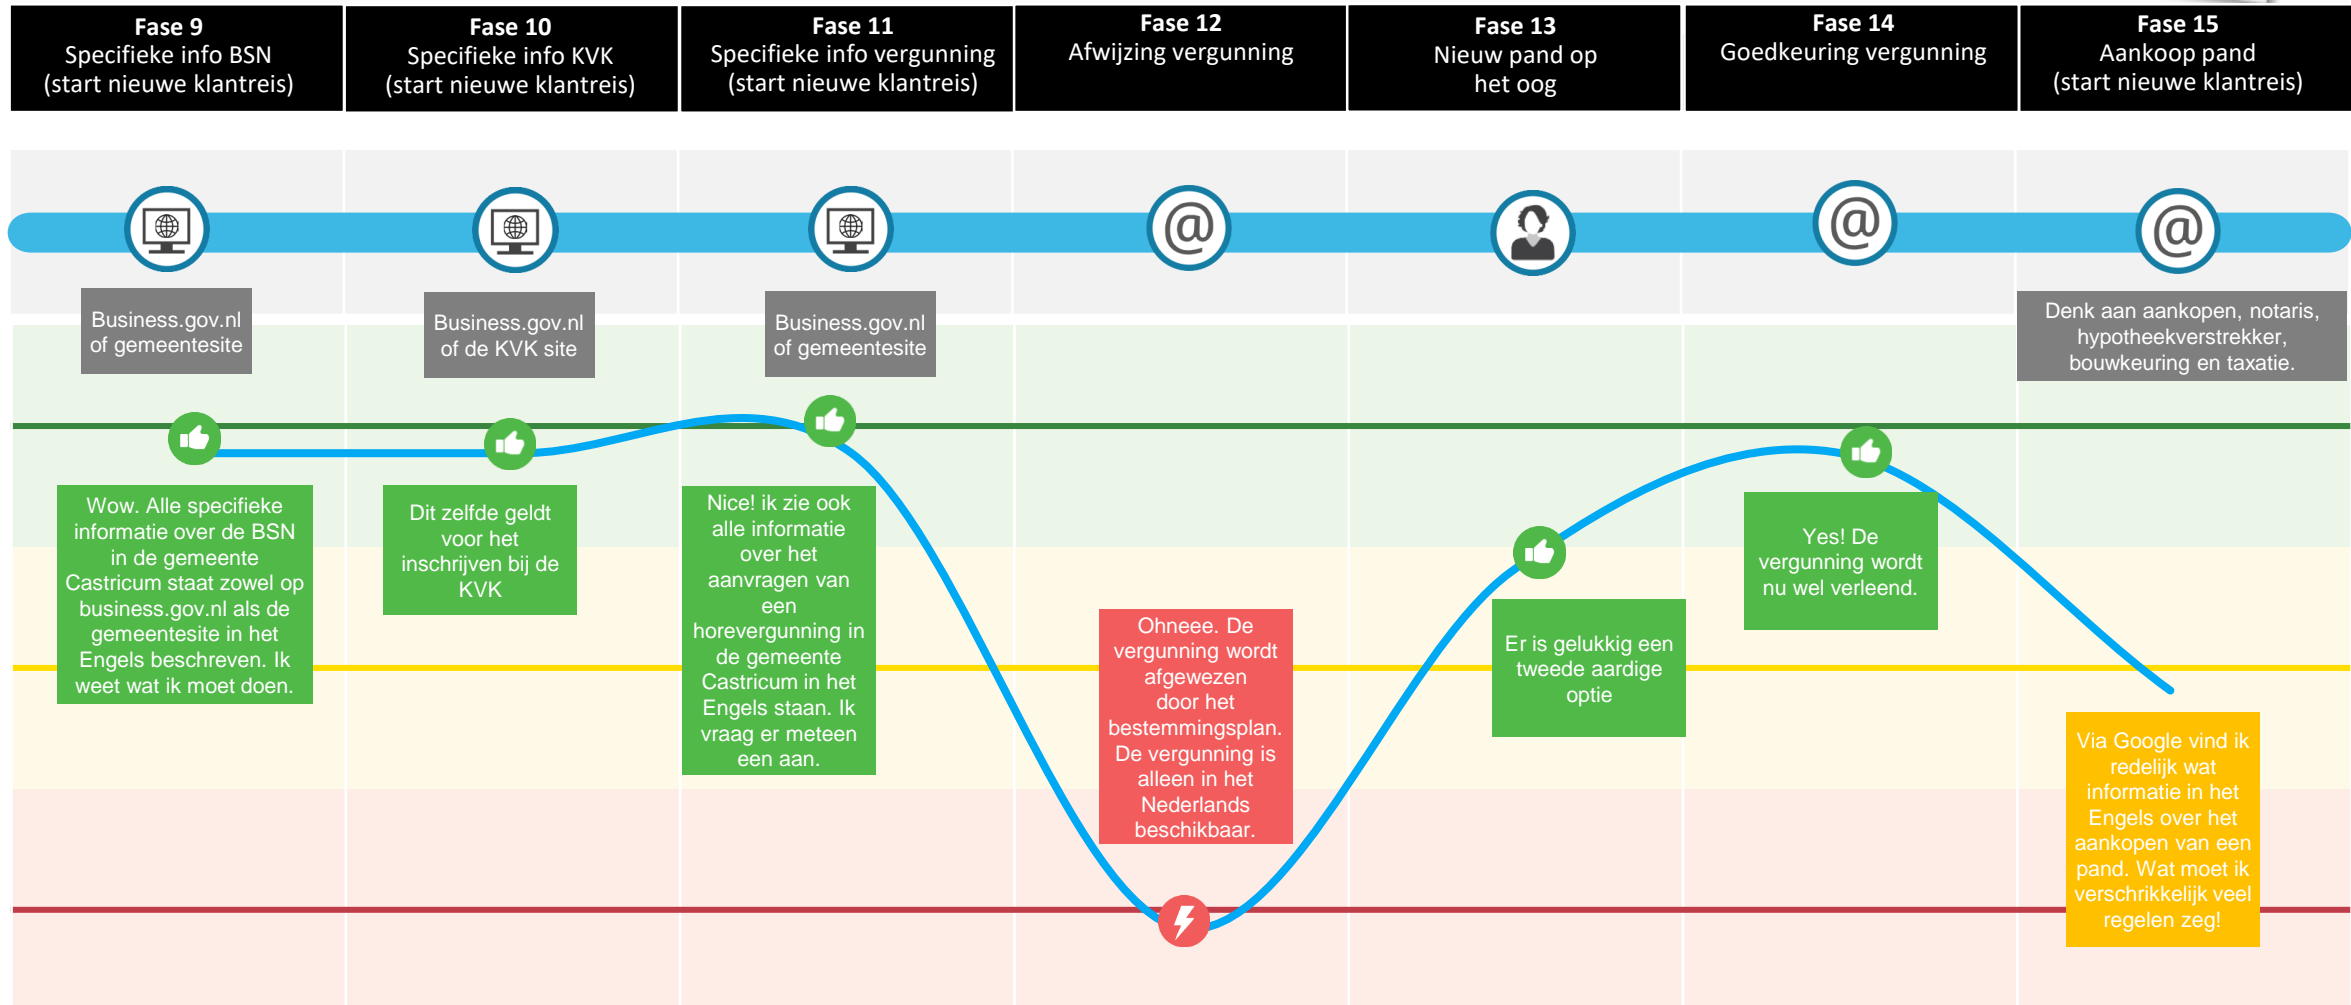 Fase 9
Specifieke info BSN
(start nieuwe klantreis)
Fase 10
Specifieke info KVK
(start nieuwe klantreis)
Fase 11
Specifieke info vergunning
(start nieuwe klantreis)
Fase 12
Afwijzing vergunning
Fase 13
Nieuw pand op
het oog
Fase 14
Goedkeuring vergunning
Fase 15
Aankoop pand
(start nieuwe klantreis)
@
@
@
Business.gov.nl
of gemeentesite
Business.gov.nl
of de KVK site
Business.gov.nl
of gemeentesite
Denk aan aankopen, notaris,
hypotheekverstrekker,
bouwkeuring en taxatie.
Wow. Alle specifieke
informatie over de BSN
in de gemeente
Castricum staat zowel op
business.gov.nl als de
gemeentesite in het
Engels beschreven. Ik
weet wat ik moet doen.
Dit zelfde geldt
voor het
inschrijven bij de
KVK
Nice! ik zie ook
alle informatie
over het
aanvragen van
een
horevergunning in
de gemeente
Castricum in het
Engels staan. Ik
vraag er meteen
een aan.
Ohneee. De
vergunning wordt
afgewezen
door het
bestemmingsplan.
De vergunning is
alleen in het
Nederlands
beschikbaar.
Er is gelukkig een
tweede aardige
optie
Yes! De
vergunning wordt
nu wel verleend.
Via Google vind ik
redelijk wat
informatie in het
Engels over het
aankopen van een
pand. Wat moet ik
verschrikkelijk veel
regelen zeg!